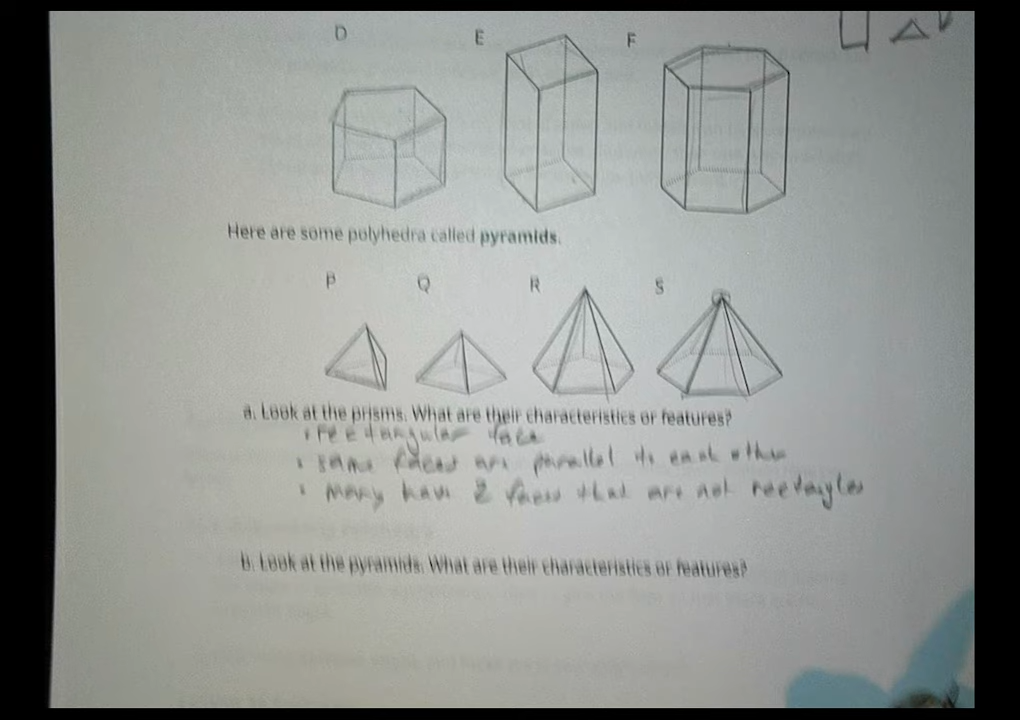 D E F
Here are some polyhedra called pyramids.
P Q R S
a. Look at the prisms. What are their characteristics or features?
rectangular face
some faces are parallel to each other
many have 2 faces that are not rectangles
b. Look at the pyramids. What are their characteristics or features?